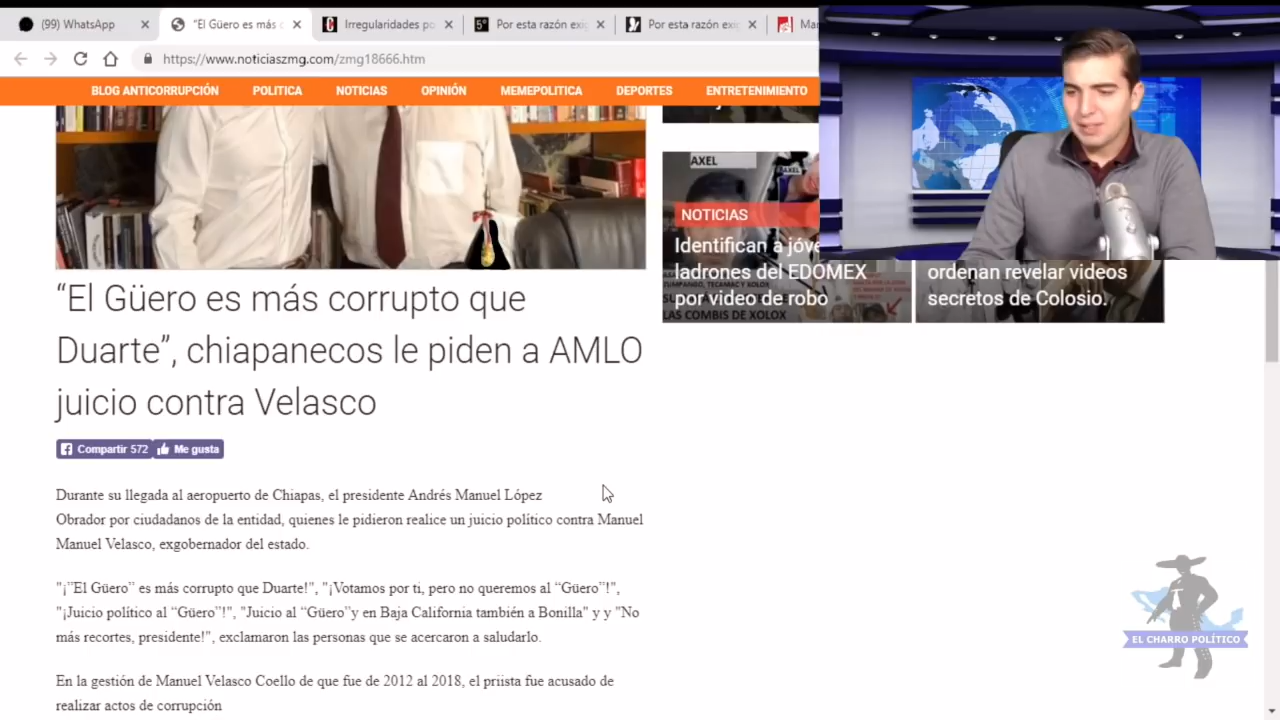 (99) WhatsApp
“El Güero es más c
Irregularidades po
Por esta razón exi
Por esta razón exi
Mar
https://www.noticiaszmg.com/zmg18666.htm
BLOG ANTICORRUPCIÓN POLITICA NOTICIAS OPINIÓN MEMEPOLITICA DEPORTES ENTRETENIMIENTO
AXEL
NOTICIAS
Identifican a jóve
ladrones del EDOMEX
por video de robo
ordenan revelar videos
secretos de Colosio.
“El Güero es más corrupto que
Duarte”, chiapanecos le piden a AMLO
juicio contra Velasco
Compartir 572 Me gusta
Durante su llegada al aeropuerto de Chiapas, el presidente Andrés Manuel López
Obrador por ciudadanos de la entidad, quienes le pidieron realice un juicio político contra Manuel
Manuel Velasco, exgobernador del estado.
"¡”El Güero” es más corrupto que Duarte!", "¡Votamos por ti, pero no queremos al “Güero”!",
"¡Juicio político al “Güero”!", "Juicio al “Güero”y en Baja California también a Bonilla" y y "No
más recortes, presidente!", exclamaron las personas que se acercaron a saludarlo.
En la gestión de Manuel Velasco Coello de que fue de 2012 al 2018, el priista fue acusado de
realizar actos de corrupción
EL CHARRO POLÍTICO